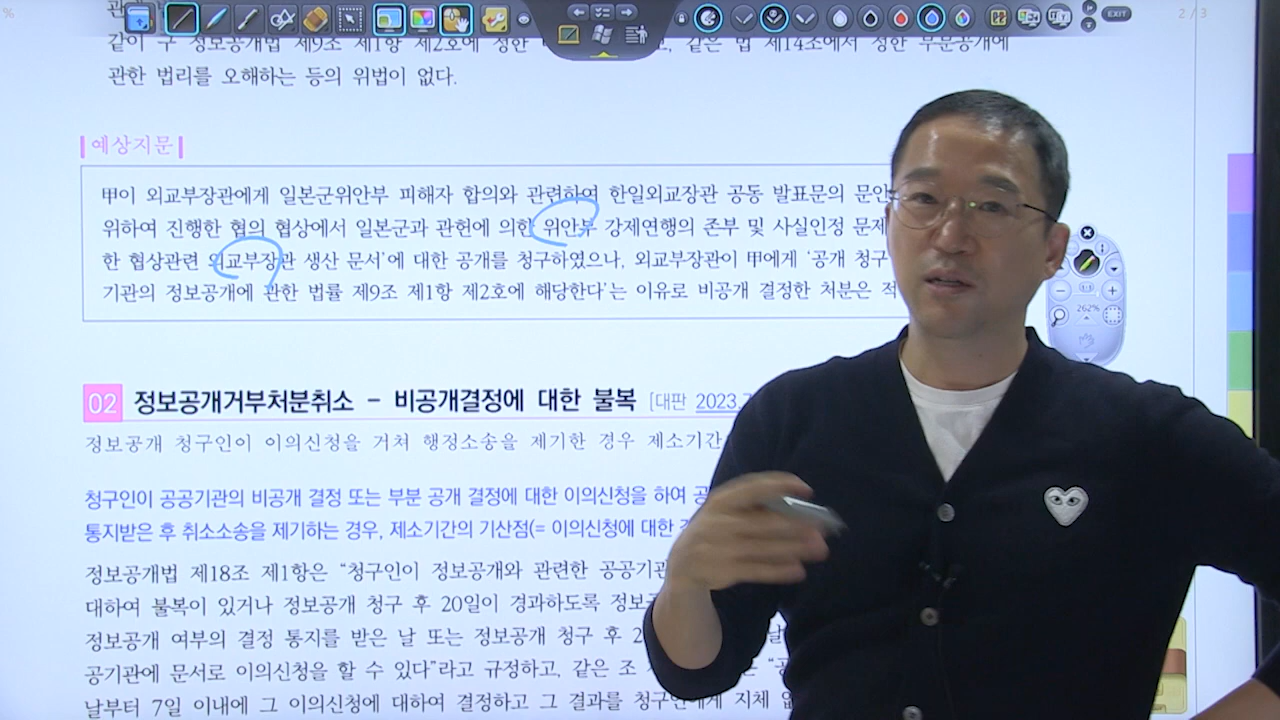 2 / 3
EXIT
같이 구 정보공개법 제9조 제1항 제2호에 정한 같은 법 제14조에서 정한 부분공개에
관한 법리를 오해하는 등의 위법이 없다.
예상지문
甲이 외교부장관에게 일본군위안부 피해자 합의와 관련하여 한일외교장관 공동 발표문의 문안
위하여 진행한 협의 협상에서 일본군과 관헌에 의한 위안부 강제연행의 존부 및 사실인정 문제
한 협상관련 외교부장관 생산 문서'에 대한 공개를 청구하였으나, 외교부장관이 甲에게 '공개 청구
기관의 정보공개에 관한 법률 제9조 제1항 제2호에 해당한다'는 이유로 비공개 결정한 처분은 적
262%
02 정보공개거부처분취소 - 비공개결정에 대한 불복 [대판 2023.
정보공개 청구인이 이의신청을 거쳐 행정소송을 제기한 경우 제소기간
청구인이 공공기관의 비공개 결정 또는 부분 공개 결정에 대한 이의신청을 하여
통지받은 후 취소소송을 제기하는 경우, 제소기간의 기산점(= 이의신청에 대한
정보공개법 제18조 제1항은 "청구인이 정보공개와 관련한 공공기관
대하여 불복이 있거나 정보공개 청구 후 20일이 경과하도록
정보공개 여부의 결정 통지를 받은 날 또는 정보공개 청구 후
공기관에 문서로 이의신청을 할 수 있다"라고 규정하고, 같은 조
날부터 7일 이내에 그 이의신청에 대하여 결정하고 그 결과를 청구인에게 지체